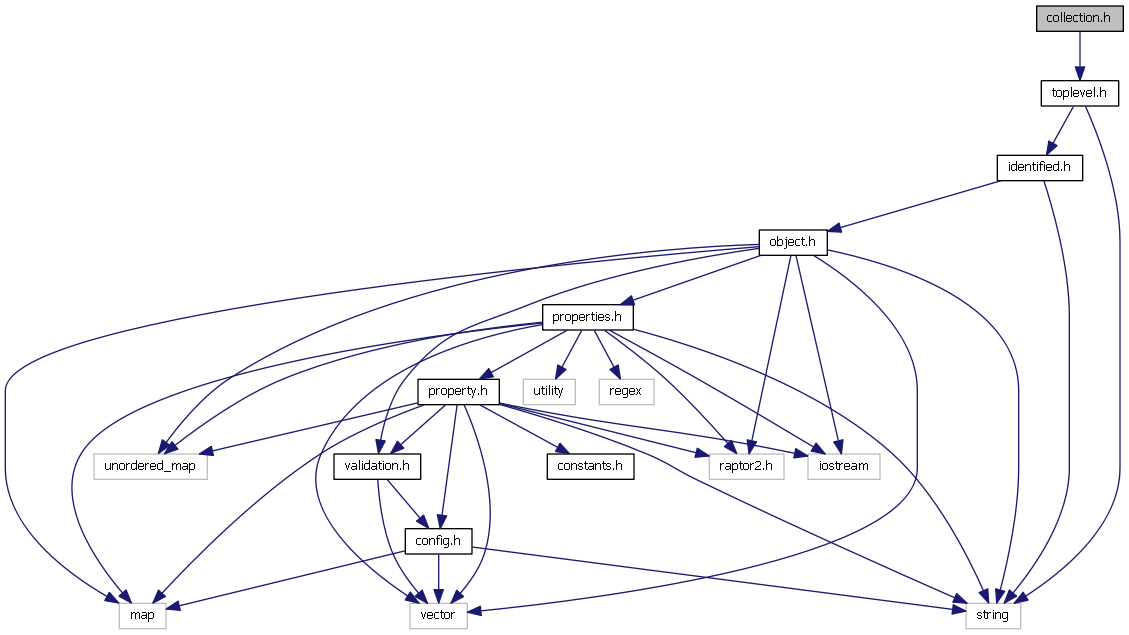 collection.h
toplevel.h
identified.h
object.h
properties.h
property.h
utility
regex
unordered_map
validation.h
constants.h
raptor2.h
iostream
config.h
map
vector
string